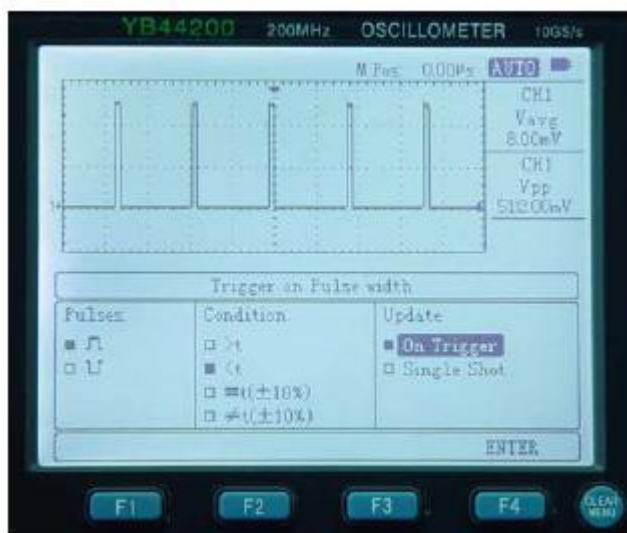 YB44200 200MHz OSCILLOMETER 10GS/s
M Pos: 0.00µs AUTO
CH1
Vavg
8.00mV
CH1
Vpp
512.00mV
Trigger on Pulse width
Pulses:
Condition
>t
<t
=t(±10%)
≠t(±10%)
Update
On Trigger
Single Shot
ENTER
F1 F2 F3 F4 CLEAR
MENU